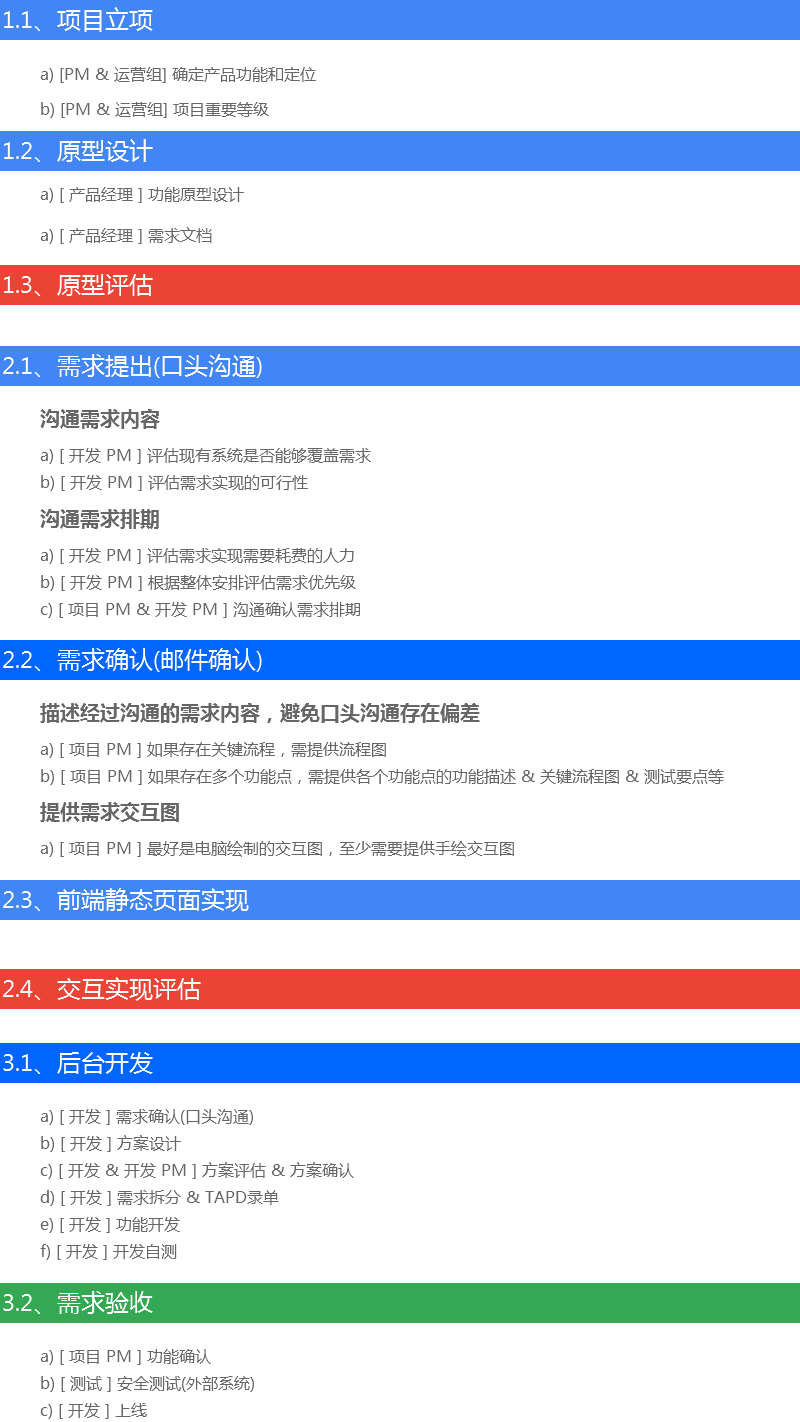 1.1、项目立项
a) [PM & 运营组] 确定产品功能和定位
b) [PM & 运营组] 项目重要等级
1.2、原型设计
a) [ 产品经理 ] 功能原型设计
a) [ 产品经理 ] 需求文档
1.3、原型评估
2.1、需求提出(口头沟通)
沟通需求内容
a) [ 开发 PM ] 评估现有系统是否能够覆盖需求
b) [ 开发 PM ] 评估需求实现的可行性
沟通需求排期
a) [ 开发 PM ] 评估需求实现需要耗费的人力
b) [ 开发 PM ] 根据整体安排评估需求优先级
c) [ 项目 PM & 开发 PM ] 沟通确认需求排期
2.2、需求确认(邮件确认)
描述经过沟通的需求内容，避免口头沟通存在偏差
a) [ 项目 PM ] 如果存在关键流程，需提供流程图
b) [ 项目 PM ] 如果存在多个功能点，需提供各个功能点的功能描述 & 关键流程图 & 测试要点等
提供需求交互图
a) [ 项目 PM ] 最好是电脑绘制的交互图，至少需要提供手绘交互图
2.3、前端静态页面实现
2.4、交互实现评估
3.1、后台开发
a) [ 开发 ] 需求确认(口头沟通)
b) [ 开发 ] 方案设计
c) [ 开发 & 开发 PM ] 方案评估 & 方案确认
d) [ 开发 ] 需求拆分 & TAPD录单
e) [ 开发 ] 功能开发
f) [ 开发 ] 开发自测
3.2、需求验收
a) [ 项目 PM ] 功能确认
b) [ 测试 ] 安全测试(外部系统)
c) [ 开发 ] 上线